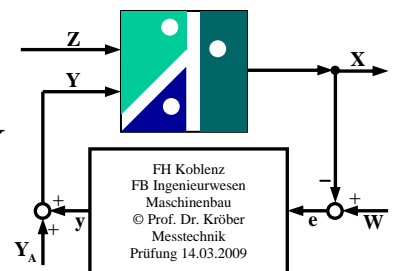 Z
X
Y
FH Koblenz
FB Ingenieurwesen
Maschinenbau
© Prof. Dr. Kröber
Messtechnik
Prüfung 14.03.2009
− +
+ y e W
+
Y_A